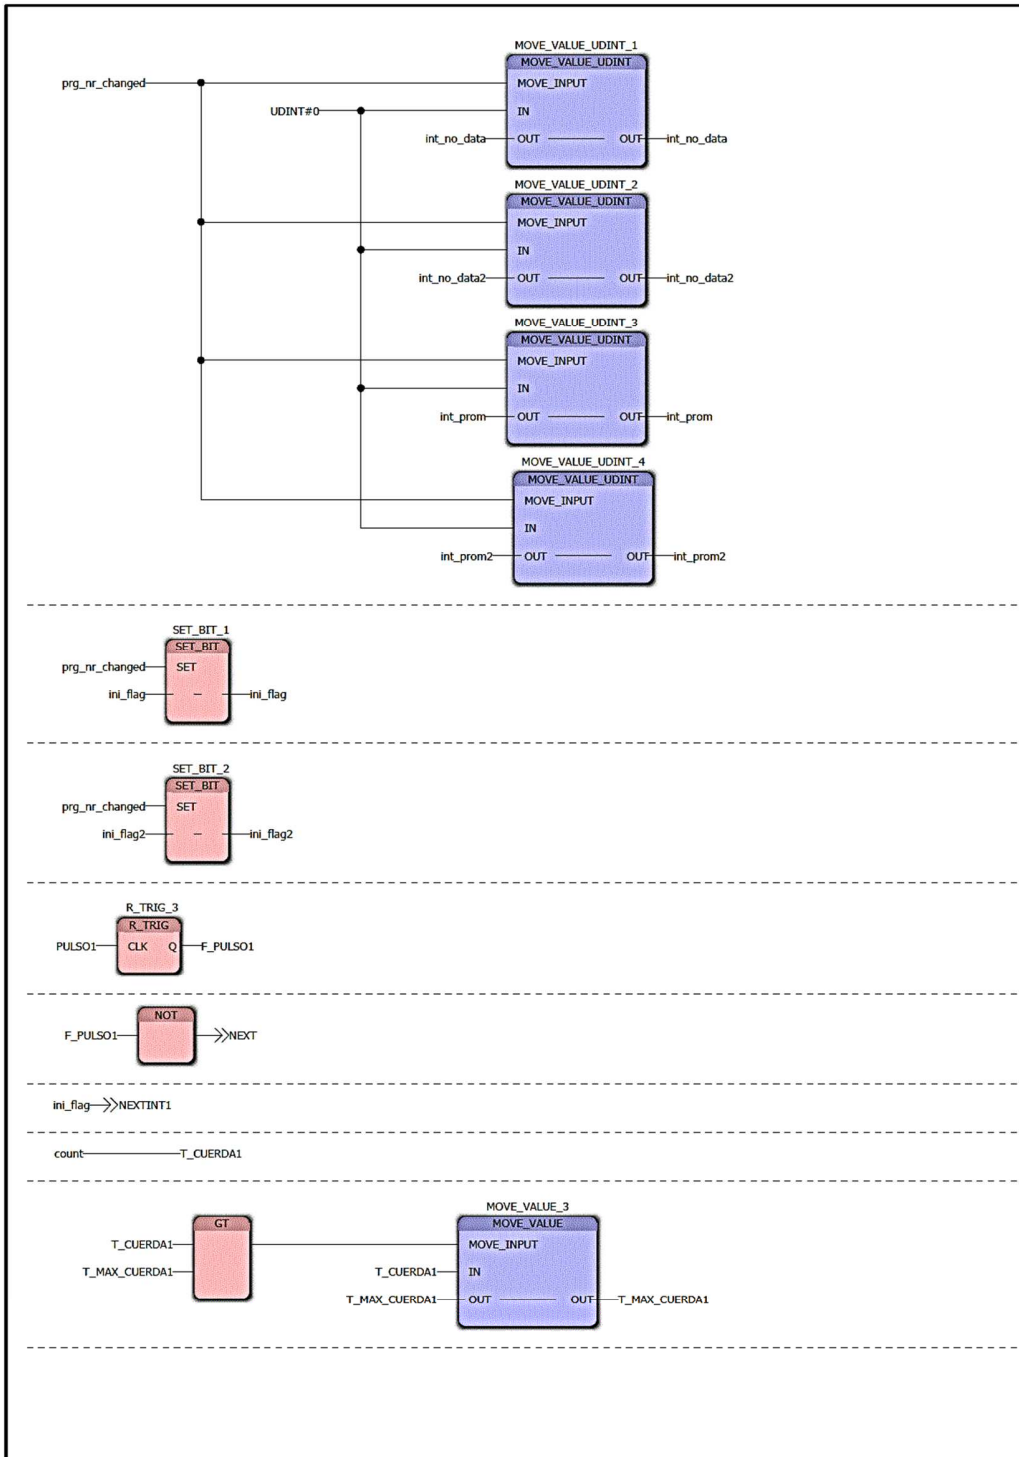 MOVE_VALUE_UDINT_1
MOVE_VALUE_UDINT
prg_nr_changed MOVE_INPUT
UDINT#0 IN
int_no_data OUT OUT int_no_data
MOVE_VALUE_UDINT_2
MOVE_VALUE_UDINT
MOVE_INPUT
IN
int_no_data2 OUT OUT int_no_data2
MOVE_VALUE_UDINT_3
MOVE_VALUE_UDINT
MOVE_INPUT
IN
int_prom OUT OUT int_prom
MOVE_VALUE_UDINT_4
MOVE_VALUE_UDINT
MOVE_INPUT
IN
int_prom2 OUT OUT int_prom2
SET_BIT_1
SET_BIT
prg_nr_changed SET
ini_flag ini_flag
SET_BIT_2
SET_BIT
prg_nr_changed SET
ini_flag2 ini_flag2
R_TRIG_3
R_TRIG
PULSO1 CLK Q F_PULSO1
NOT
F_PULSO1 NEXT
ini_flag NEXTINT1
count T_CUERDA1
MOVE_VALUE_3
GT MOVE_VALUE
T_CUERDA1 MOVE_INPUT
T_MAX_CUERDA1 T_CUERDA1 IN
T_MAX_CUERDA1 OUT OUT T_MAX_CUERDA1